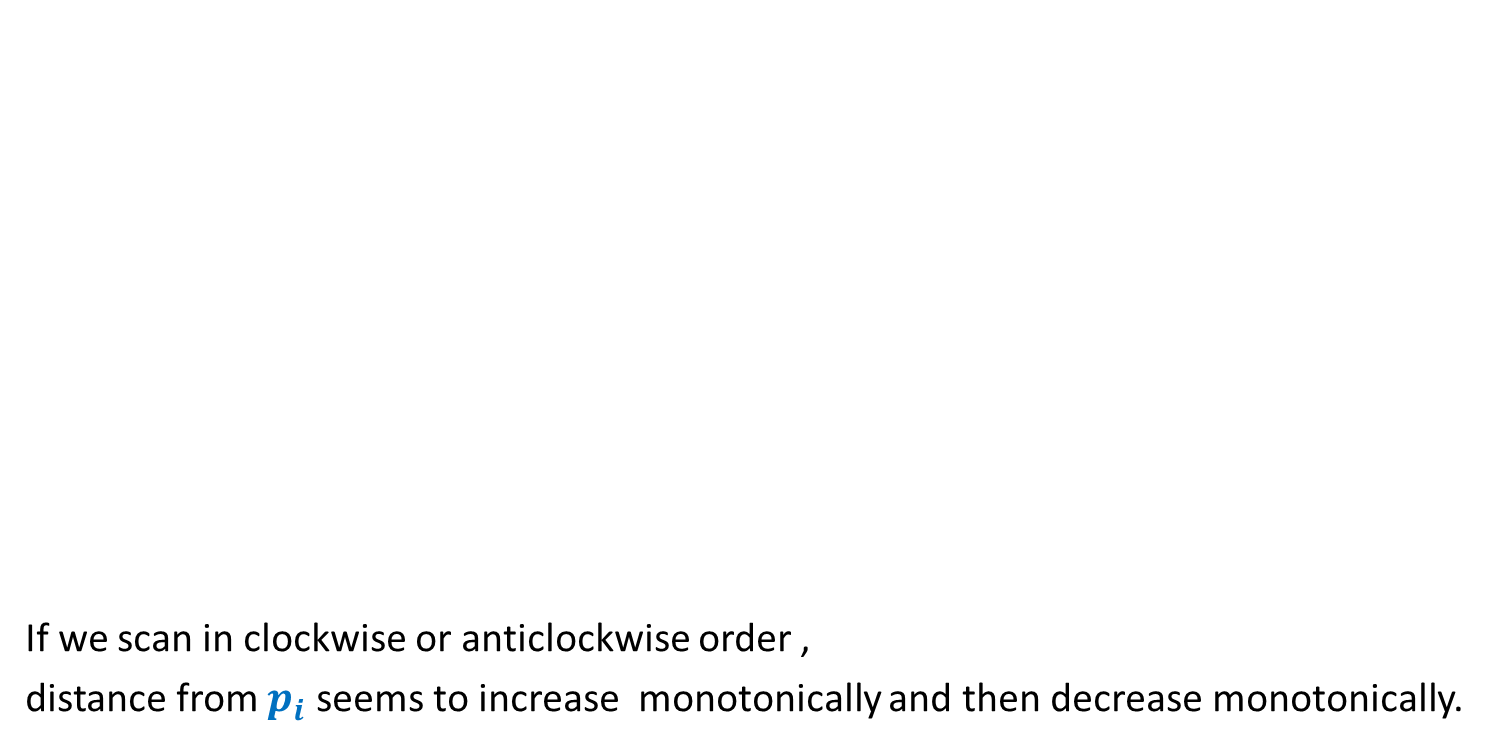 If we scan in clockwise or anticlockwise order ,
distance from pᵢ seems to increase monotonically and then decrease monotonically.